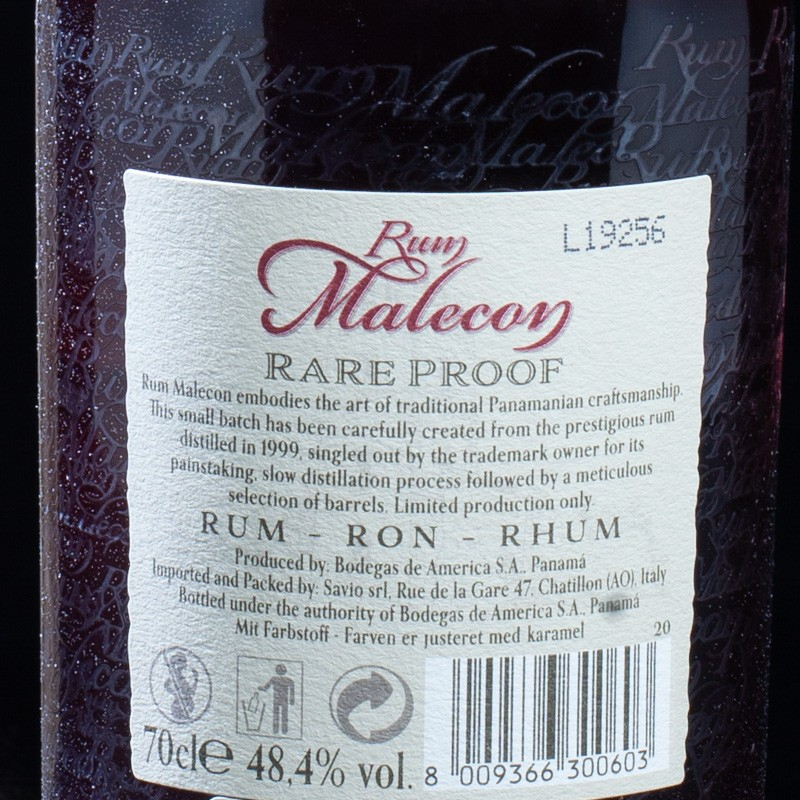 Rum
Malecon
L19256
RARE PROOF
Rum Malecon embodies the art of traditional Panamanian craftsmanship.
This small batch has been carefully created from the prestigious rum
distilled in 1999, singled out by the trademark owner for its
painstaking, slow distillation process followed by a meticulous
selection of barrels. Limited production only
RUM - RON - RHUM
Produced by: Bodegas de America S.A., Panamá
Imported and Packed by: Savio srl, Rue de la Gare 47, Chatillon (AO), Italy
Bottled under the authority of Bodegas de America S.A., Panamá
Mit Farbstoff - Farven er justeret med karamel
20
70cl e 48,4% vol.
8 009366 300603